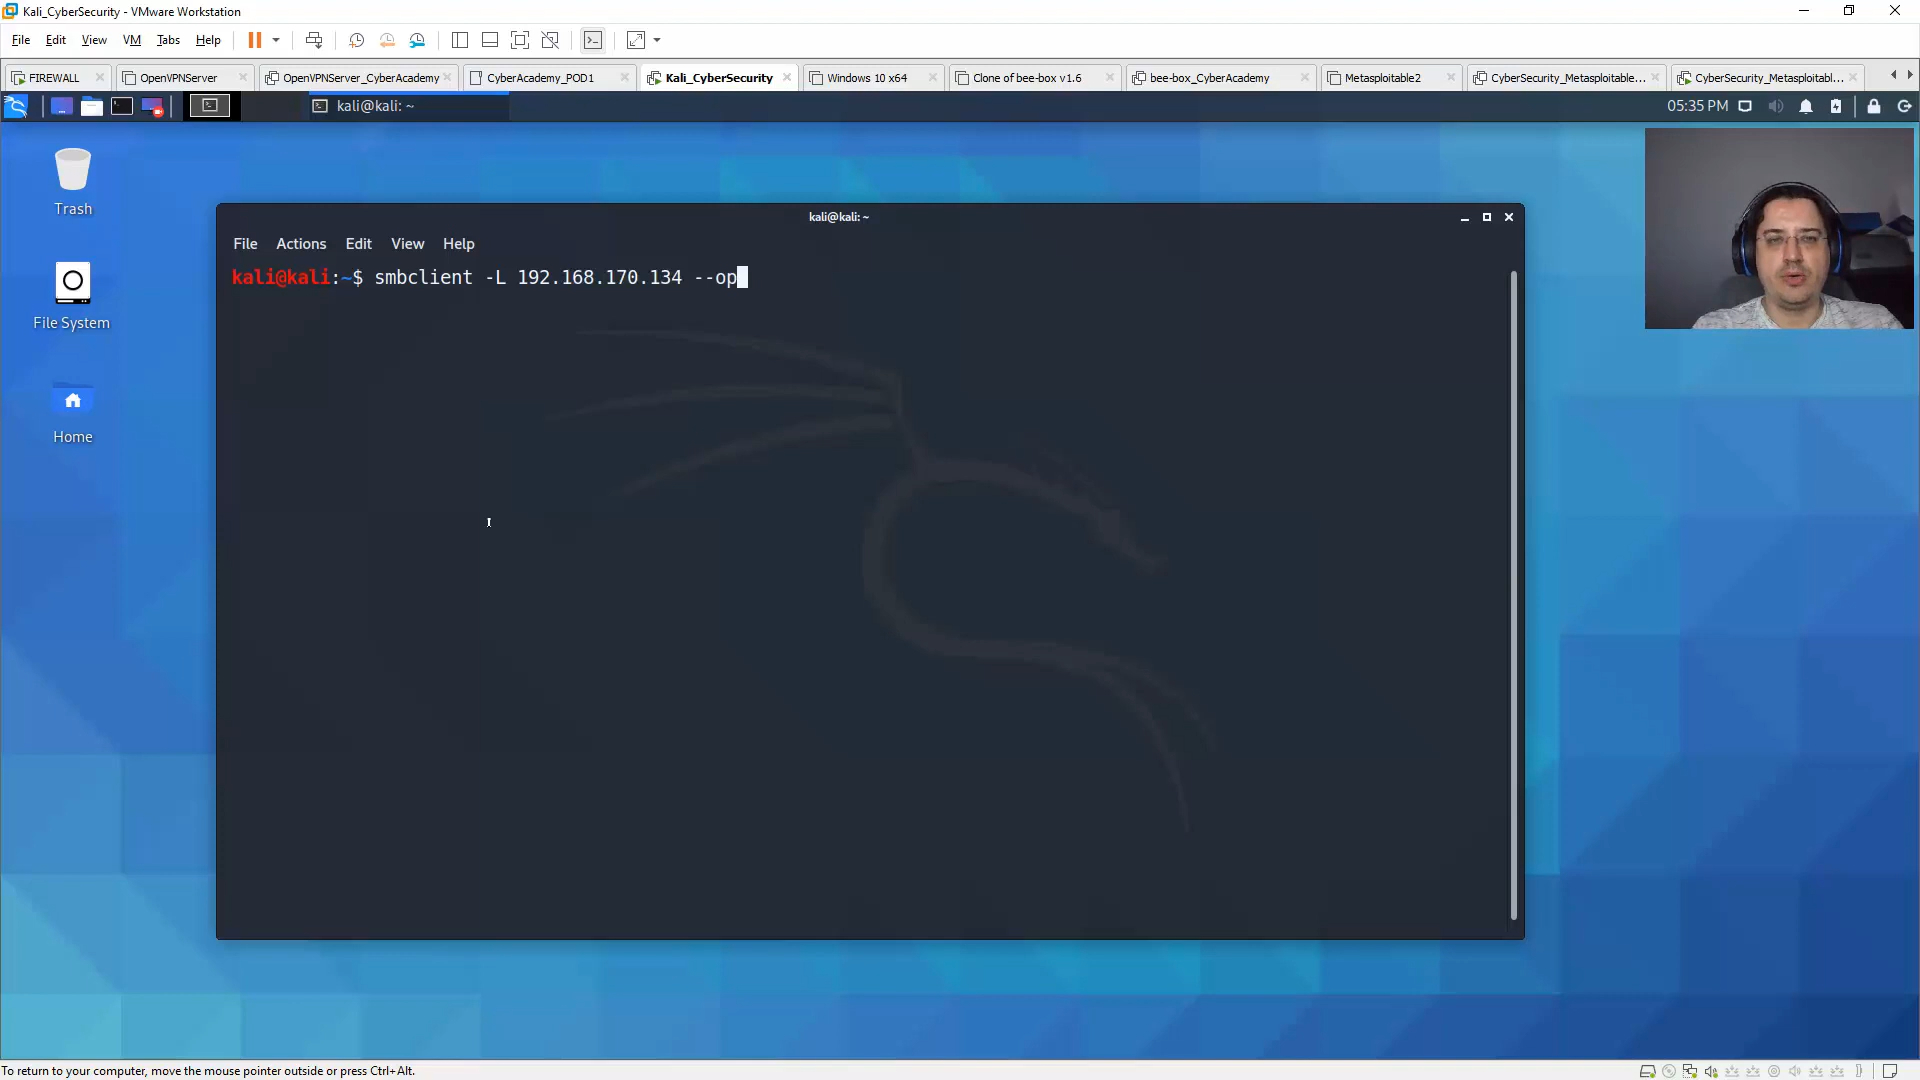 Kali_CyberSecurity - VMware Workstation
File Edit View VM Tabs Help
FIREWALL OpenVPNServer OpenVPNServer_CyberAcademy CyberAcademy_POD1 Kali_CyberSecurity Windows 10 x64 Clone of bee-box v1.6 bee-box_CyberAcademy Metasploitable2 CyberSecurity_Metasploitable... CyberSecurity_Metasploitabl...
kali@kali: ~ 05:35 PM
Trash
File System
Home
kali@kali: ~
File Actions Edit View Help
kali@kali:~$ smbclient -L 192.168.170.134 --op
To return to your computer, move the mouse pointer outside or press Ctrl+Alt.